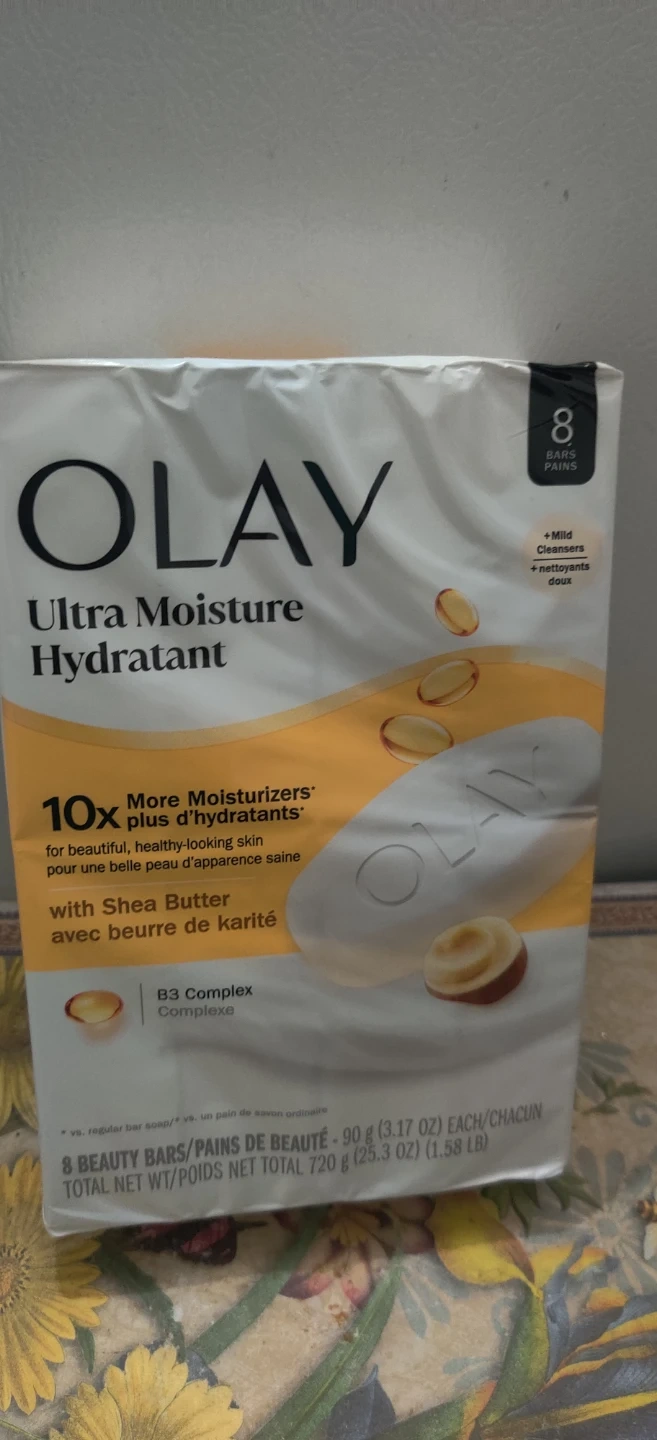 8
BARS
PAINS
OLAY
+Mild
Cleansers
+nettoyants
doux
Ultra Moisture
Hydratant
10x More Moisturizers*
plus d'hydratants*
for beautiful, healthy-looking skin
pour une belle peau d'apparence saine
with Shea Butter
avec beurre de karité
OLAY
B3 Complex
Complexe
* vs. regular bar soap/* vs. un pain de savon ordinaire
8 BEAUTY BARS/PAINS DE BEAUTÉ - 90 g (3.17 OZ) EACH/CHACUN
TOTAL NET WT/POIDS NET TOTAL 720 g (25.3 OZ) (1.58 LB)